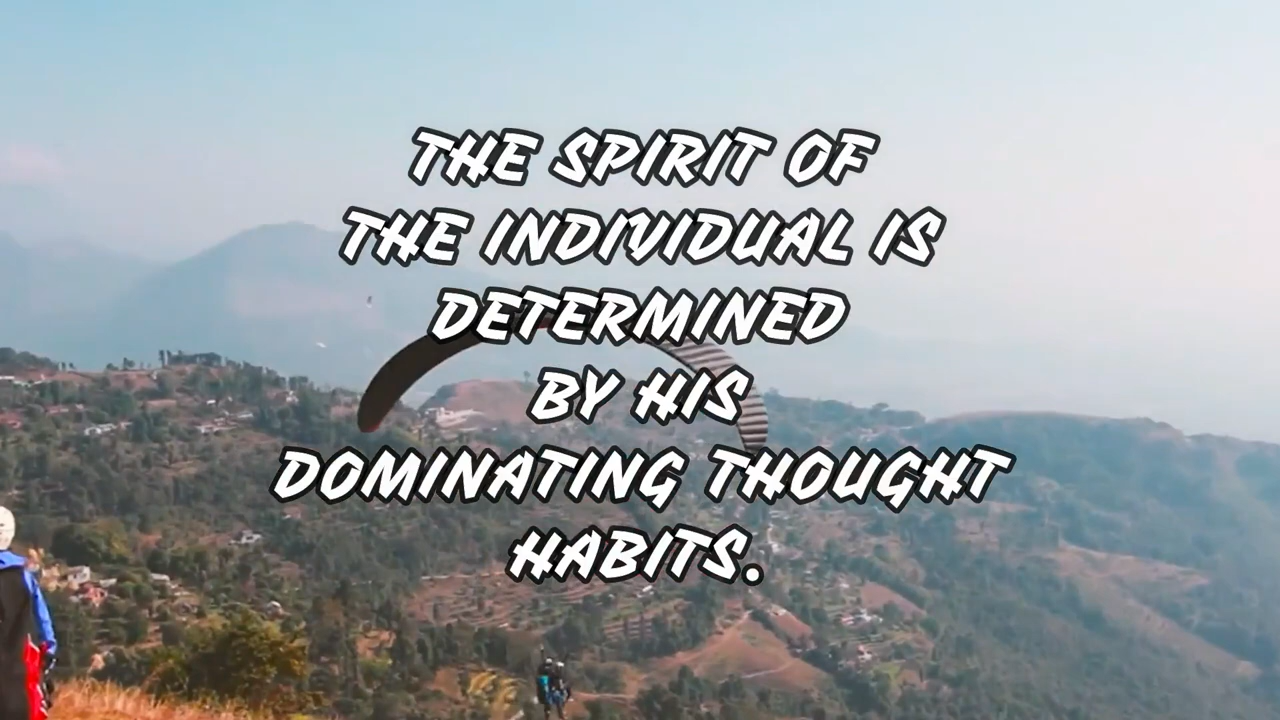 THE SPIRIT OF
THE INDIVIDUAL IS
DETERMINED
BY HIS
DOMINATING THOUGHT
HABITS.